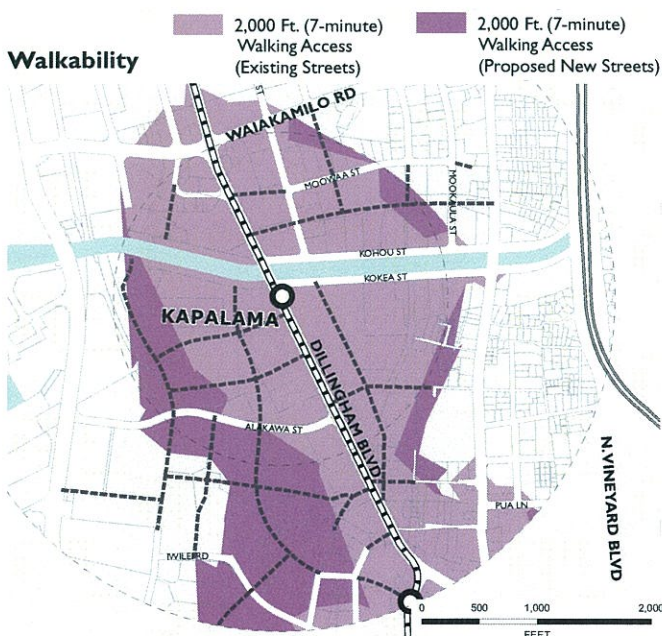 Walkability
2,000 Ft. (7-minute)
Walking Access
(Existing Streets)
2,000 Ft. (7-minute)
Walking Access
(Proposed New Streets)
ST
WAIAKAMILO RD
MOOWAA ST
MOOKAULA ST
KOHOU ST
KOKEA ST
KAPALAMA
DILLINGHAM BLVD
ALAKAWA ST
N. VINEYARD BLVD
PUA LN
IWILEI RD
0 500 1,000 2,000
FEET